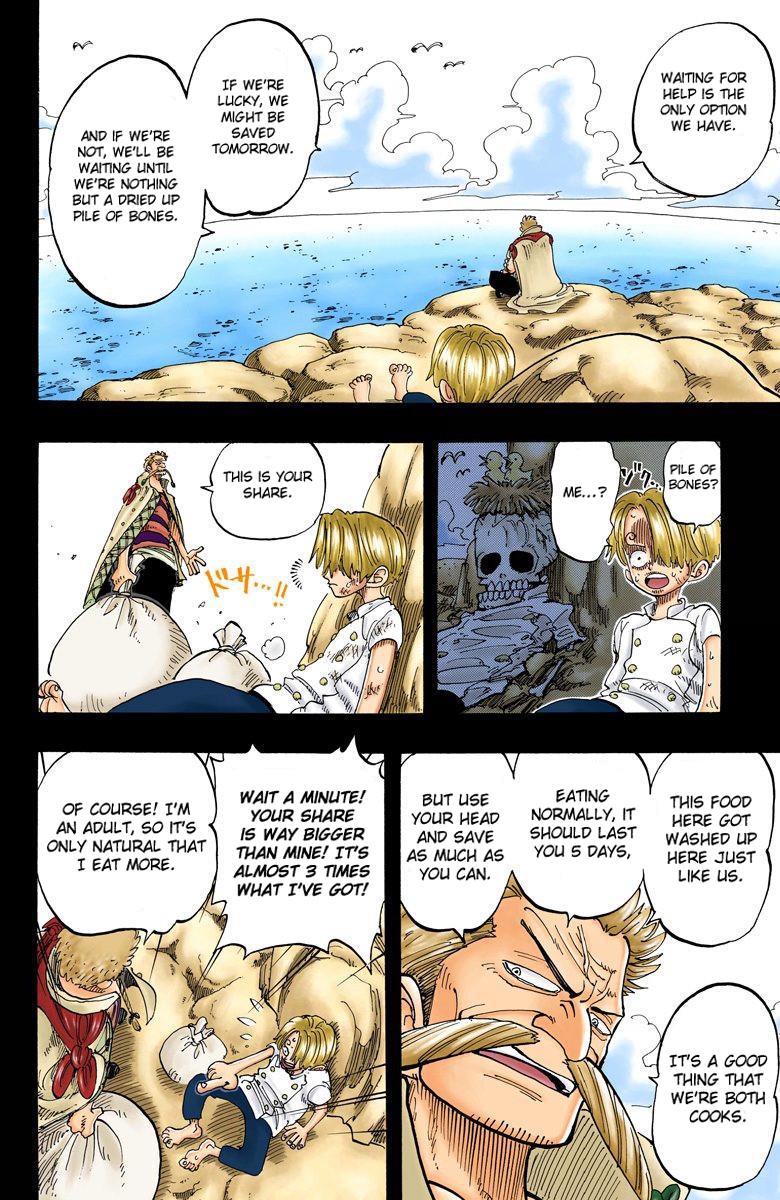 WAITING FOR
HELP IS THE
ONLY OPTION
WE HAVE.
IF WE'RE
LUCKY, WE
MIGHT BE
SAVED
TOMORROW.
AND IF WE'RE
NOT, WE'LL BE
WAITING UNTIL
WE'RE NOTHING
BUT A DRIED UP
PILE OF BONES.
PILE OF
BONES?
ゾク…
ME...?
THIS IS YOUR
SHARE.
ドサ…!!
THIS FOOD
HERE GOT
WASHED UP
HERE JUST
LIKE US.
EATING
NORMALLY, IT
SHOULD LAST
YOU 5 DAYS,
BUT USE
YOUR HEAD
AND SAVE
AS MUCH AS
YOU CAN.
IT'S A GOOD
THING THAT
WE'RE BOTH
COOKS.
WAIT A MINUTE!
YOUR SHARE
IS WAY BIGGER
THAN MINE! IT'S
ALMOST 3 TIMES
WHAT I'VE GOT!
OF COURSE! I'M
AN ADULT, SO IT'S
ONLY NATURAL THAT
I EAT MORE.